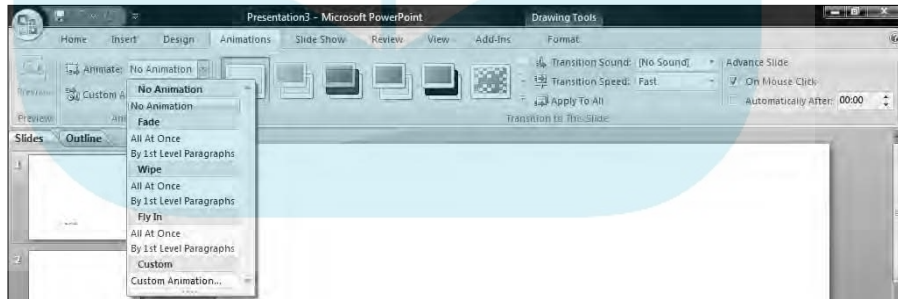 Presentation3 - Microsoft PowerPoint
Drawing Tools
Home Insert Design Animations Slide Show Review View Add-Ins Format
Animate: No Animation
Custom A
Preview
Preview
Transition Sound: [No Sound]
Transition Speed: Fast
Apply To All
Transition to This Slide
Advance Slide
On Mouse Click
Automatically After: 00:00
No Animation
No Animation
Fade
All At Once
By 1st Level Paragraphs
Wipe
All At Once
By 1st Level Paragraphs
Fly In
All At Once
By 1st Level Paragraphs
Custom
Custom Animation...
Slides Outline
1
2